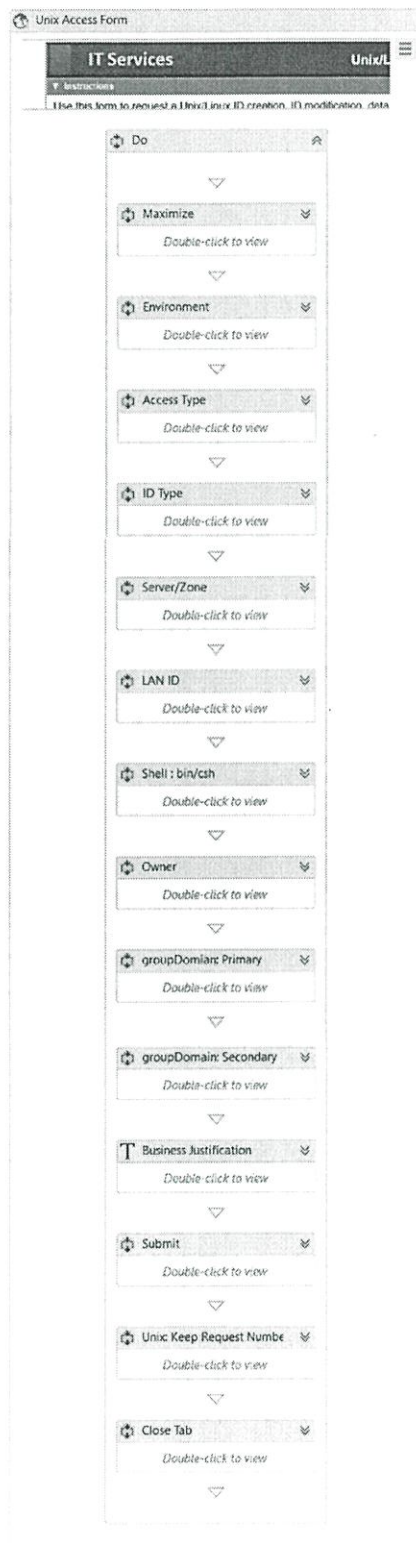 Unix Access Form
IT Services Unix/L
▼ Instructions
Use this form to request a Unix/Linux ID creation, ID modification, data
Do
Maximize
Double-click to view
Environment
Double-click to view
Access Type
Double-click to view
ID Type
Double-click to view
Server/Zone
Double-click to view
LAN ID
Double-click to view
Shell : bin/csh
Double-click to view
Owner
Double-click to view
groupDomian: Primary
Double-click to view
groupDomain: Secondary
Double-click to view
T Business Justification
Double-click to view
Submit
Double-click to view
Unix: Keep Request Numbe
Double-click to view
Close Tab
Double-click to view